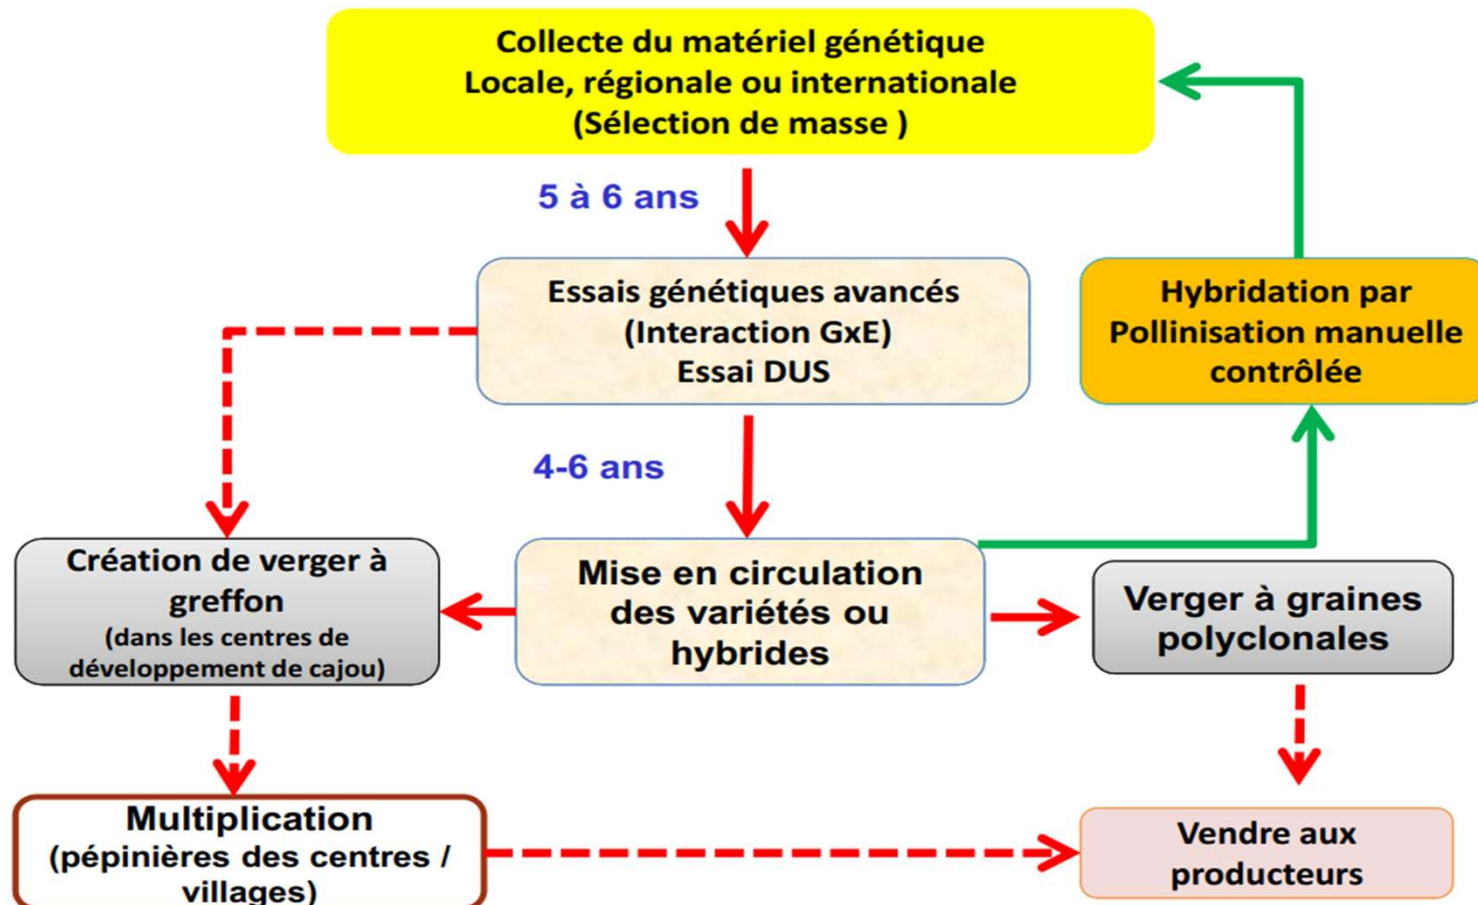 Collecte du matériel génétique
Locale, régionale ou internationale
(Sélection de masse )
5 à 6 ans
Essais génétiques avancés
(Interaction GxE)
Essai DUS
Hybridation par
Pollinisation manuelle
contrôlée
4-6 ans
Création de verger à
greffon
(dans les centres de
développement de cajou)
Mise en circulation
des variétés ou
hybrides
Verger à graines
polyclonales
Multiplication
(pépinières des centres /
villages)
Vendre aux
producteurs